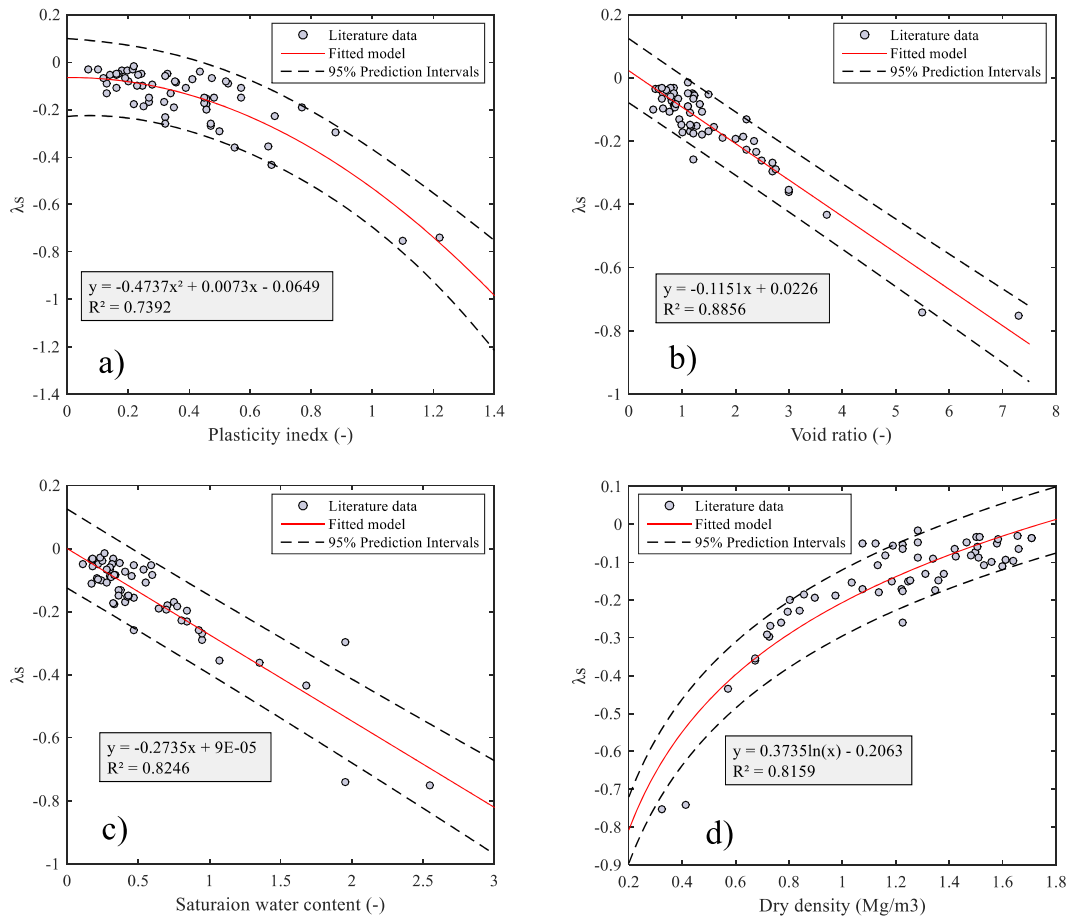 0.2
0
-0.2
-0.4
-0.6
-0.8
-1
-1.2
-1.4
λs
0
0.2
0.4
0.6
0.8
1
1.2
1.4
Plasticity inedx (-)
Literature data
Fitted model
95% Prediction Intervals
y = -0.4737x² + 0.0073x - 0.0649
R² = 0.7392
a)
0.2
0
-0.2
-0.4
-0.6
-0.8
-1
λs
0
1
2
3
4
5
6
7
8
Void ratio (-)
Literature data
Fitted model
95% Prediction Intervals
y = -0.1151x + 0.0226
R² = 0.8856
b)
0.2
0
-0.2
-0.4
-0.6
-0.8
-1
λs
0
0.5
1
1.5
2
2.5
3
Saturaion water content (-)
Literature data
Fitted model
95% Prediction Intervals
y = -0.2735x + 9E-05
R² = 0.8246
c)
0.1
0
-0.1
-0.2
-0.3
-0.4
-0.5
-0.6
-0.7
-0.8
-0.9
λs
0.2
0.4
0.6
0.8
1
1.2
1.4
1.6
1.8
Dry density (Mg/m3)
Literature data
Fitted model
95% Prediction Intervals
y = 0.3735ln(x) - 0.2063
R² = 0.8159
d)